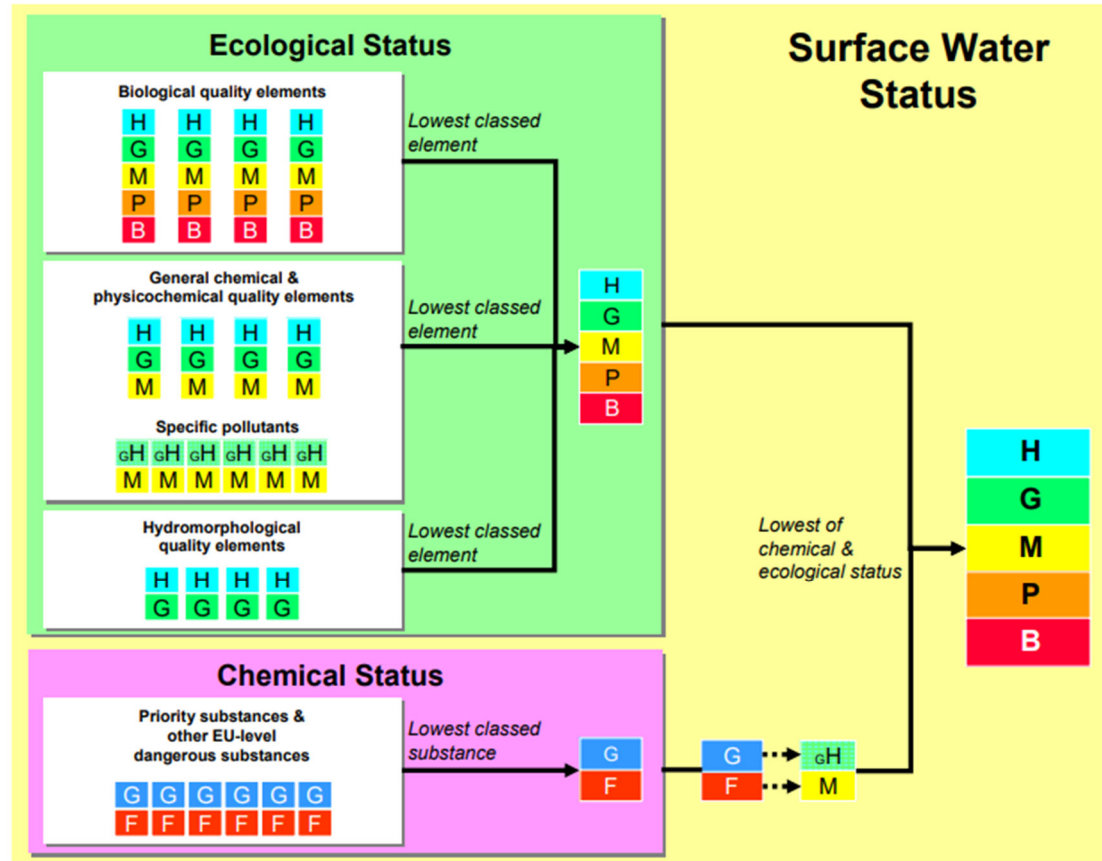 Ecological Status
Surface Water
Status
Biological quality elements
H H H H
G G G G
M M M M
P P P P
B B B B
Lowest classed
element
General chemical &
physicochemical quality elements
H H H H
G G G G
M M M M
Lowest classed
element
Specific pollutants
GH GH GH GH GH GH
M M M M M M
Hydromorphological
quality elements
H H H H
G G G G
Lowest classed
element
H
G
M
P
B
Lowest of
chemical &
ecological status
H
G
M
P
B
Chemical Status
Priority substances &
other EU-level
dangerous substances
G G G G G G
F F F F F F
Lowest classed
substance
G
F
G
F
GH
M